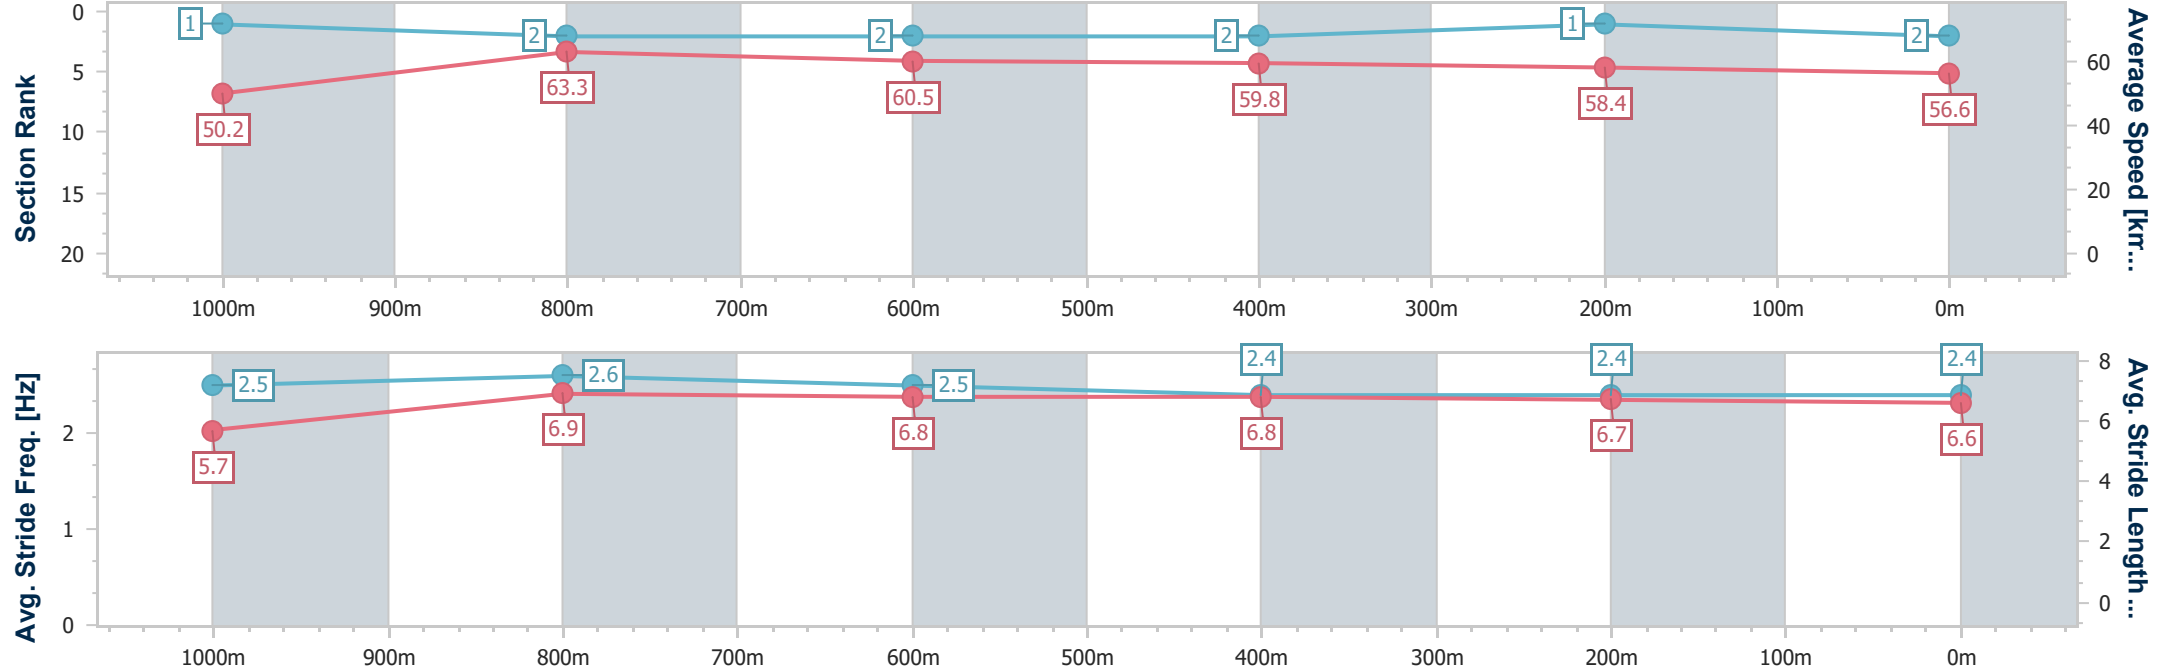 Section Rank
0
5
10
15
20
1
2
2
2
1
2
50.2
63.3
60.5
59.8
58.4
56.6
60
40
20
0
Average Speed [km...
1000m
900m
800m
700m
600m
500m
400m
300m
200m
100m
0m
Avg. Stride Freq. [Hz]
2
1
0
2.5
2.6
2.5
2.4
2.4
2.4
5.7
6.9
6.8
6.8
6.7
6.6
8
6
4
2
0
Avg. Stride Length ...
1000m
900m
800m
700m
600m
500m
400m
300m
200m
100m
0m